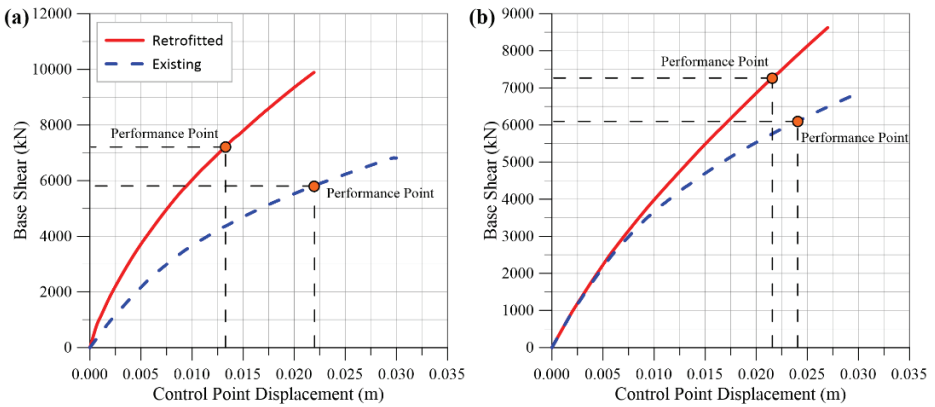 (a)
12000
10000
8000
6000
4000
2000
0
Base Shear (kN)
Retrofitted
Existing
Performance Point
Performance Point
0.000 0.005 0.010 0.015 0.020 0.025 0.030 0.035
Control Point Displacement (m)
(b)
9000
8000
7000
6000
5000
4000
3000
2000
1000
0
Base Shear (kN)
Performance Point
Performance Point
0.000 0.005 0.010 0.015 0.020 0.025 0.030 0.035
Control Point Displacement (m)